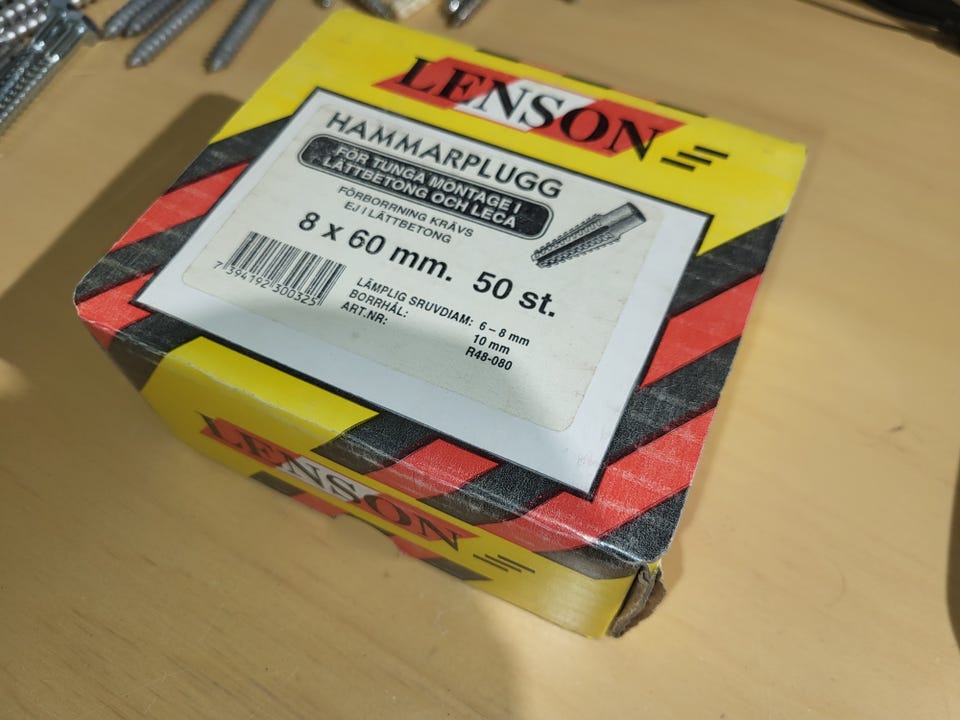 LENSON
HAMMARPLUGG
FÖR TUNGA MONTAGE I
LÄTTBETONG OCH LECA
FÖRBORRNING KRÄVS
EJ I LÄTTBETONG
8 x 60 mm. 50 st.
7 394192 300325
LÄMPLIG SRUVDIAM: 6 – 8 mm
BORRHÅL: 10 mm
ART.NR: R48-080
LENSON